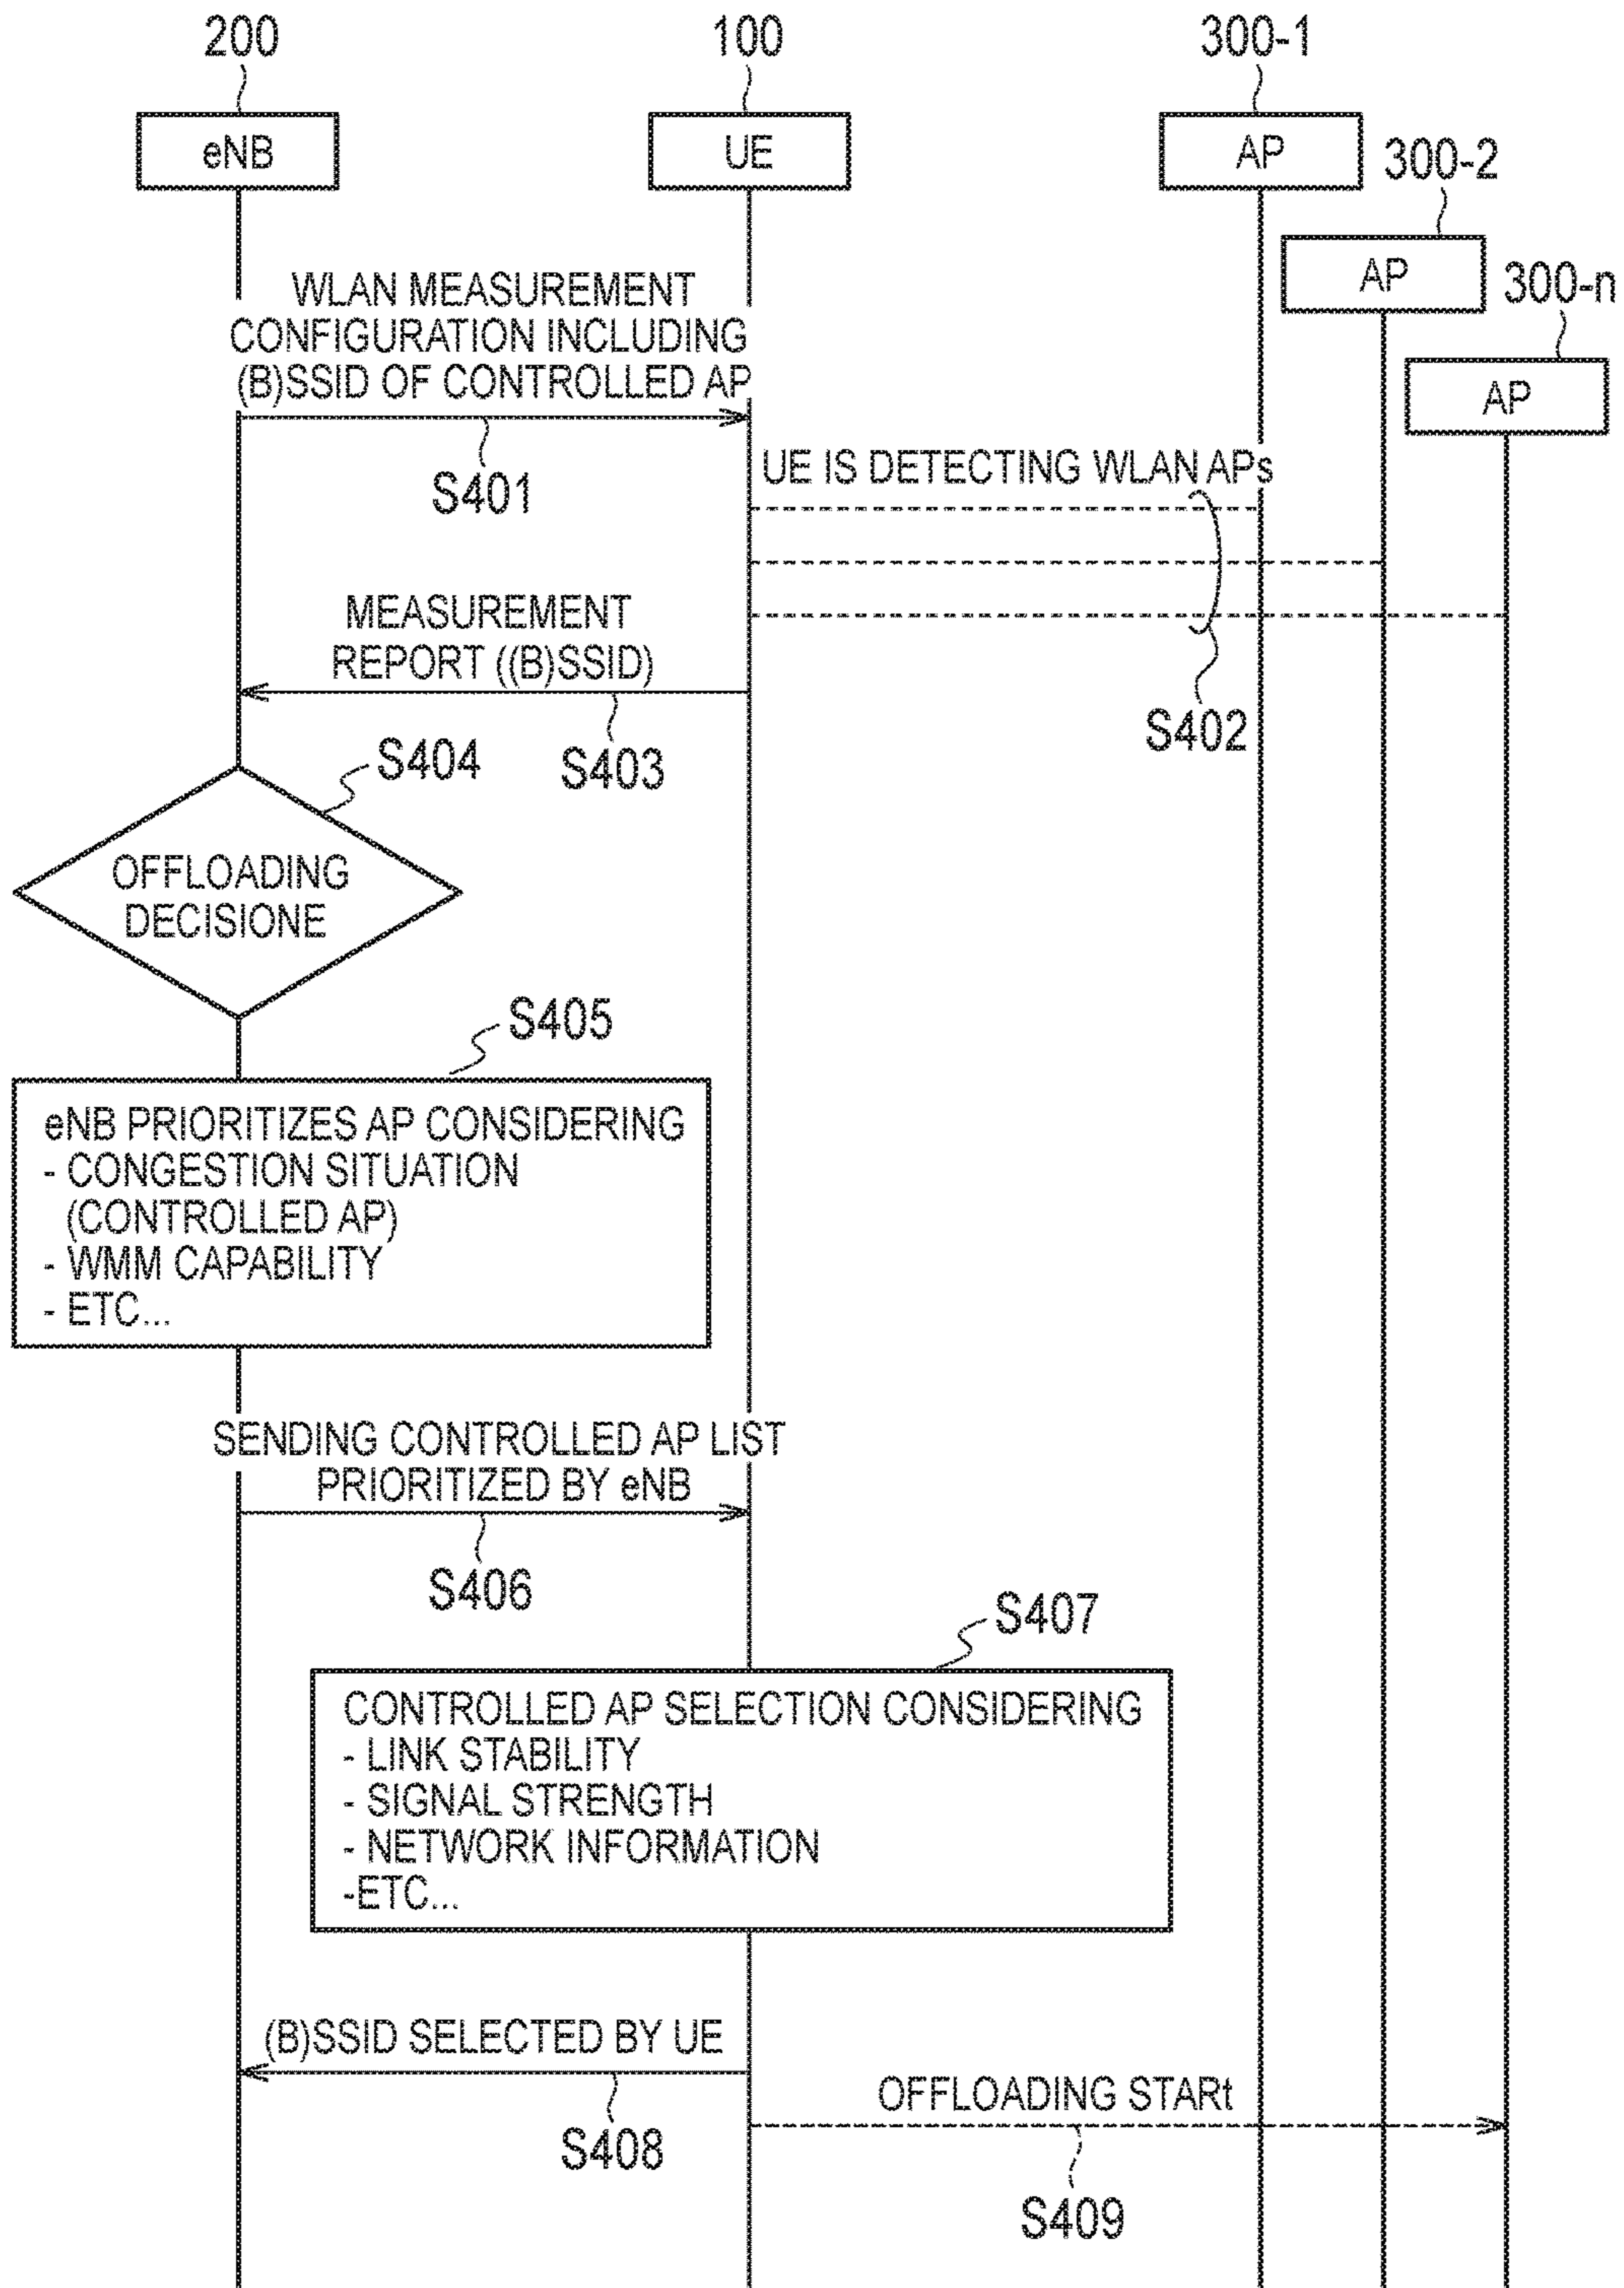 200
100
300-1
eNB
UE
AP
300-2
AP
300-n
AP
WLAN MEASUREMENT
CONFIGURATION INCLUDING
(B)SSID OF CONTROLLED AP
S401
UE IS DETECTING WLAN APs
S402
MEASUREMENT
REPORT ((B)SSID)
S403
S404
OFFLOADING
DECISIONE
S405
eNB PRIORITIZES AP CONSIDERING
- CONGESTION SITUATION
(CONTROLLED AP)
- WMM CAPABILITY
- ETC...
SENDING CONTROLLED AP LIST
PRIORITIZED BY eNB
S406
S407
CONTROLLED AP SELECTION CONSIDERING
- LINK STABILITY
- SIGNAL STRENGTH
- NETWORK INFORMATION
-ETC...
(B)SSID SELECTED BY UE
S408
OFFLOADING STARt
S409